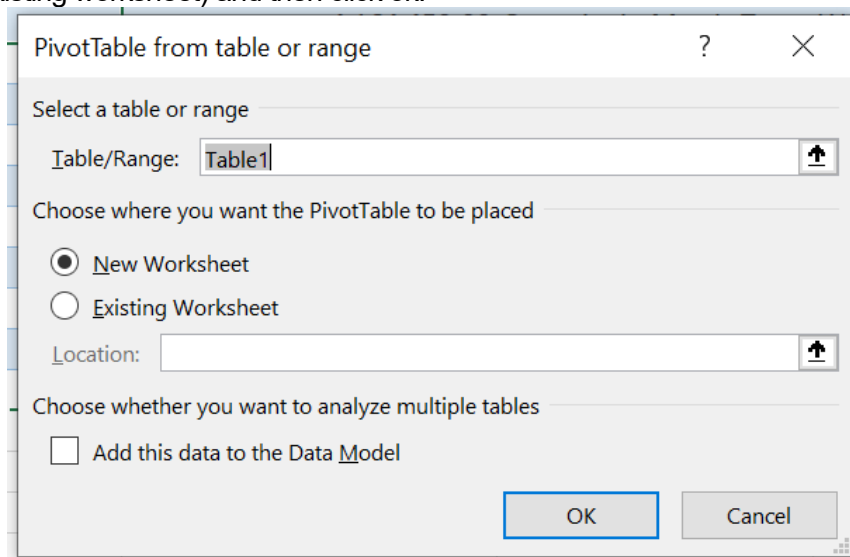 PivotTable from table or range ?
Select a table or range
Table/Range: Table1
Choose where you want the PivotTable to be placed
New Worksheet
Existing Worksheet
Location:
Choose whether you want to analyze multiple tables
Add this data to the Data Model
OK Cancel